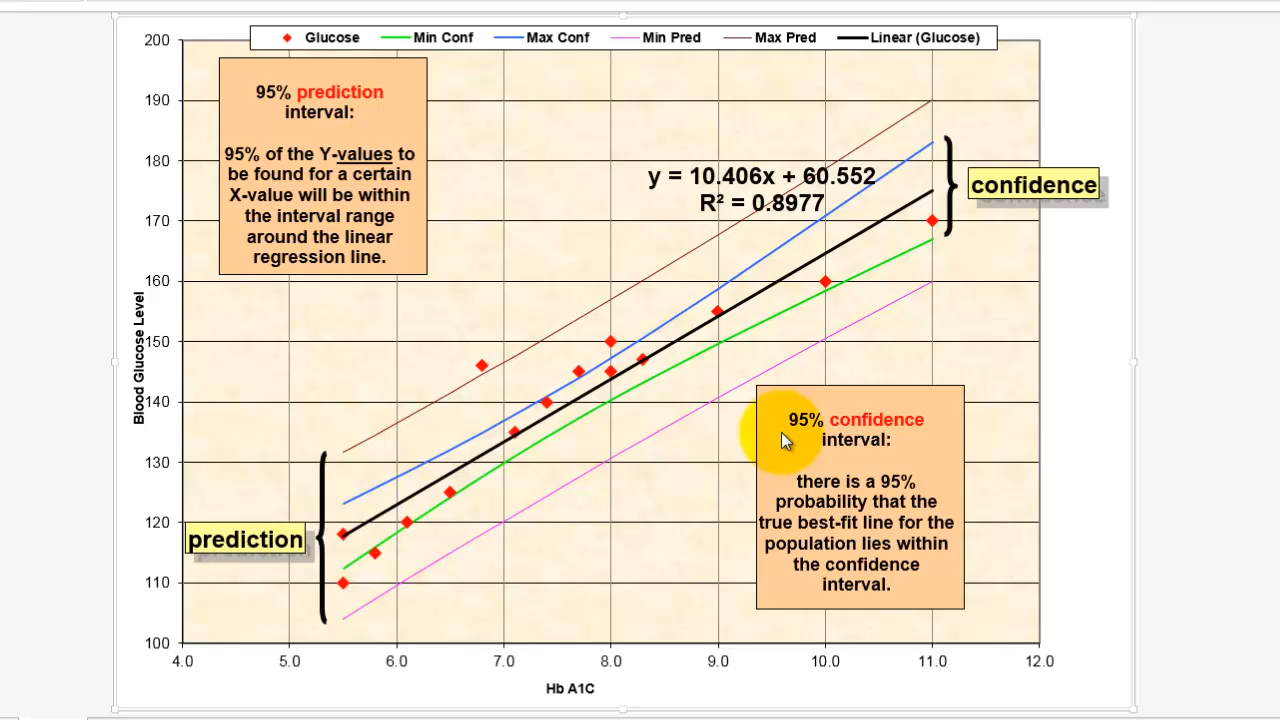 Glucose Min Conf Max Conf Min Pred Max Pred Linear (Glucose)
200
190
180
170
160
150
140
130
120
110
100
Blood Glucose Level
95% prediction
interval:
95% of the Y-values to
be found for a certain
X-value will be within
the interval range
around the linear
regression line.
y = 10.406x + 60.552
R² = 0.8977
confidence
prediction
95% confidence
interval:
there is a 95%
probability that the
true best-fit line for the
population lies within
the confidence
interval.
4.0 5.0 6.0 7.0 8.0 9.0 10.0 11.0 12.0
Hb A1C